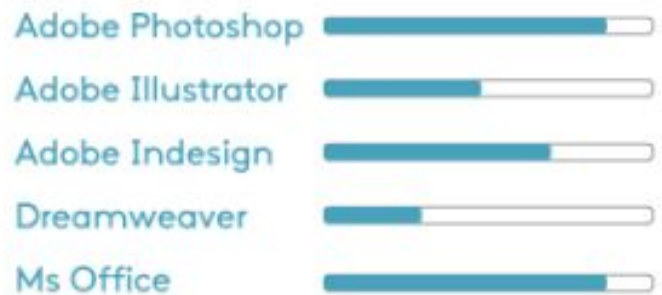 Adobe Photoshop
Adobe Illustrator
Adobe Indesign
Dreamweaver
Ms Office